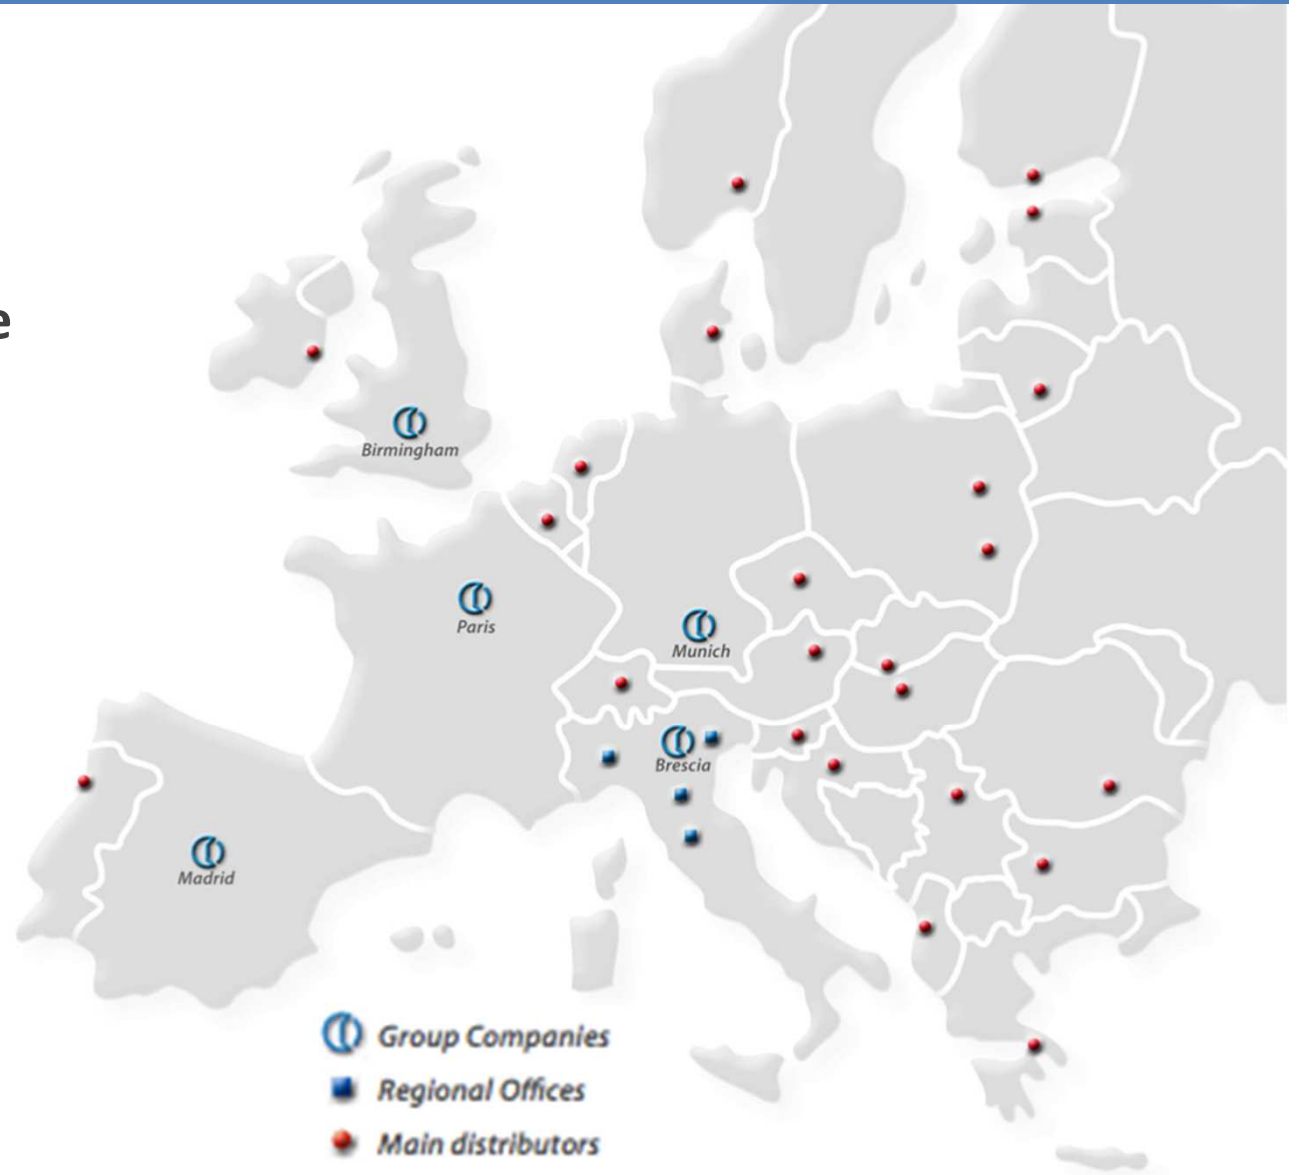 e
Birmingham
Paris
Munich
Brescia
Madrid
Group Companies
Regional Offices
Main distributors